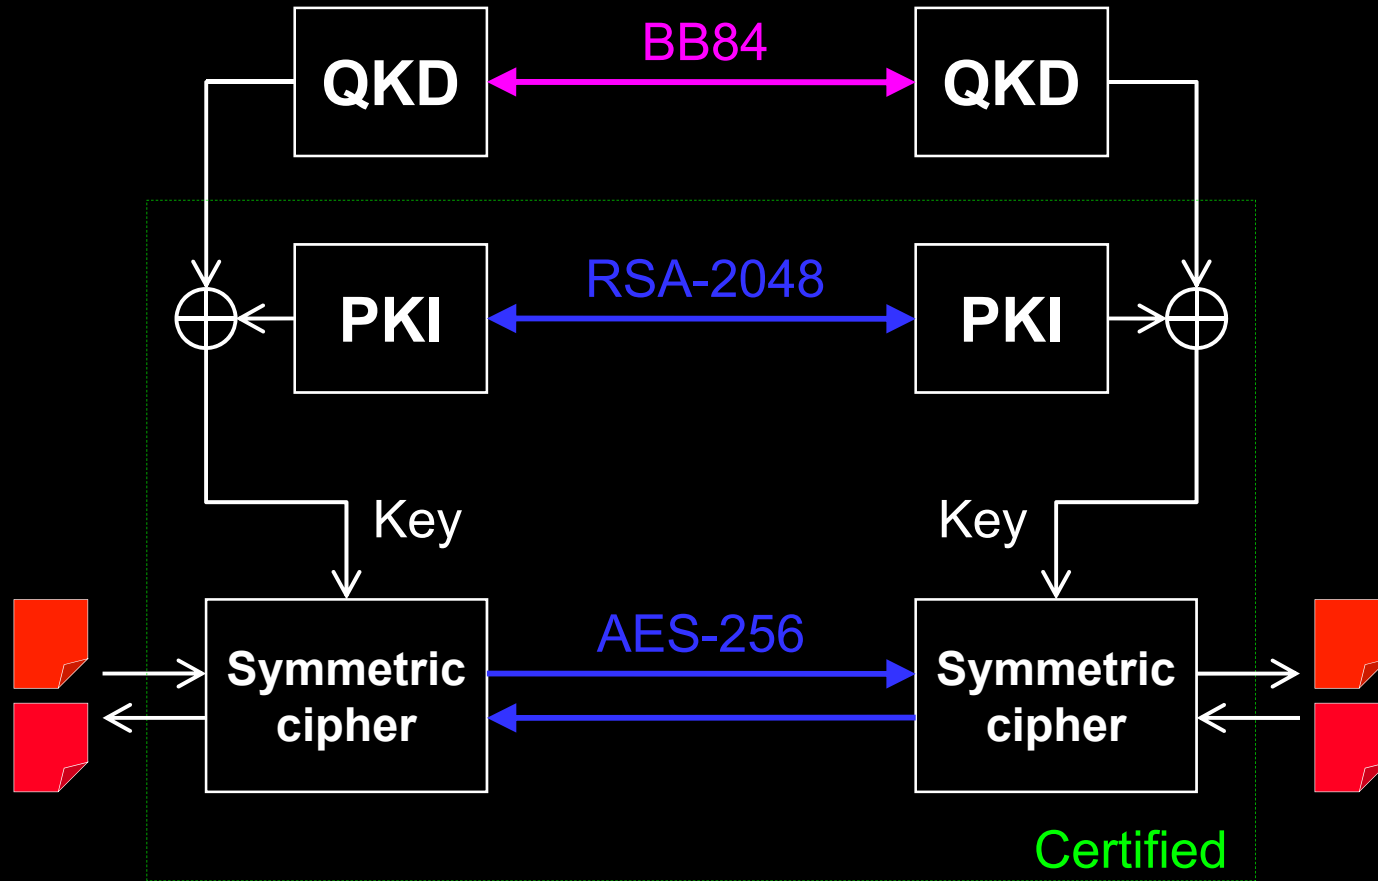 BB84
QKD
QKD
RSA-2048
PKI
PKI
Key
Key
AES-256
Symmetric
cipher
Symmetric
cipher
Certified